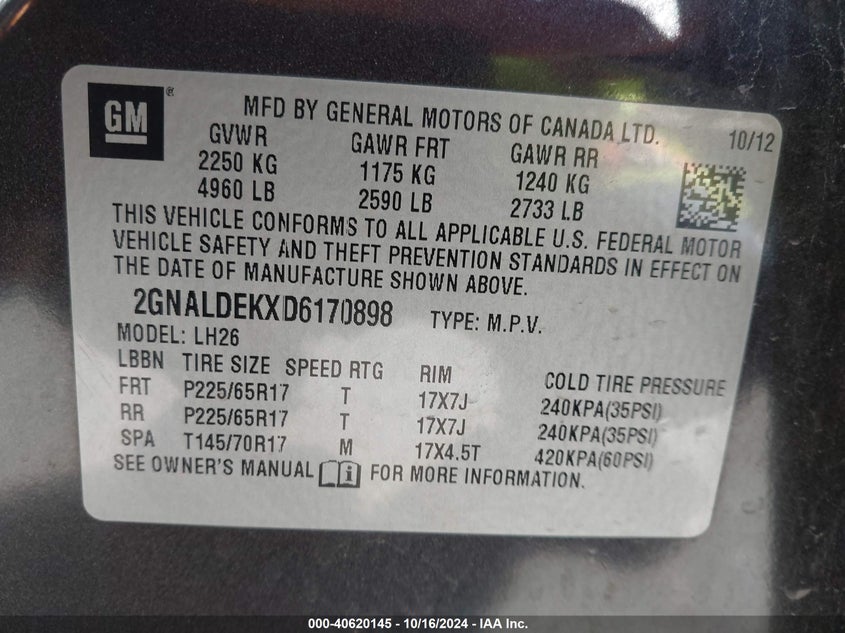 GM®
MFD BY GENERAL MOTORS OF CANADA LTD. 10/12
GVWR GAWR FRT GAWR RR
2250 KG 1175 KG 1240 KG
4960 LB 2590 LB 2733 LB
THIS VEHICLE CONFORMS TO ALL APPLICABLE U.S. FEDERAL MOTOR
VEHICLE SAFETY AND THEFT PREVENTION STANDARDS IN EFFECT ON
THE DATE OF MANUFACTURE SHOWN ABOVE.
2GNALDEKXD6170898 TYPE: M.P.V.
MODEL: LH26
LBBN TIRE SIZE SPEED RTG RIM COLD TIRE PRESSURE
FRT P225/65R17 T 17X7J 240KPA(35PSI)
RR P225/65R17 T 17X7J 240KPA(35PSI)
SPA T145/70R17 M 17X4.5T 420KPA(60PSI)
SEE OWNER'S MANUAL FOR MORE INFORMATION.
000-40620145 - 10/16/2024 - IAA Inc.